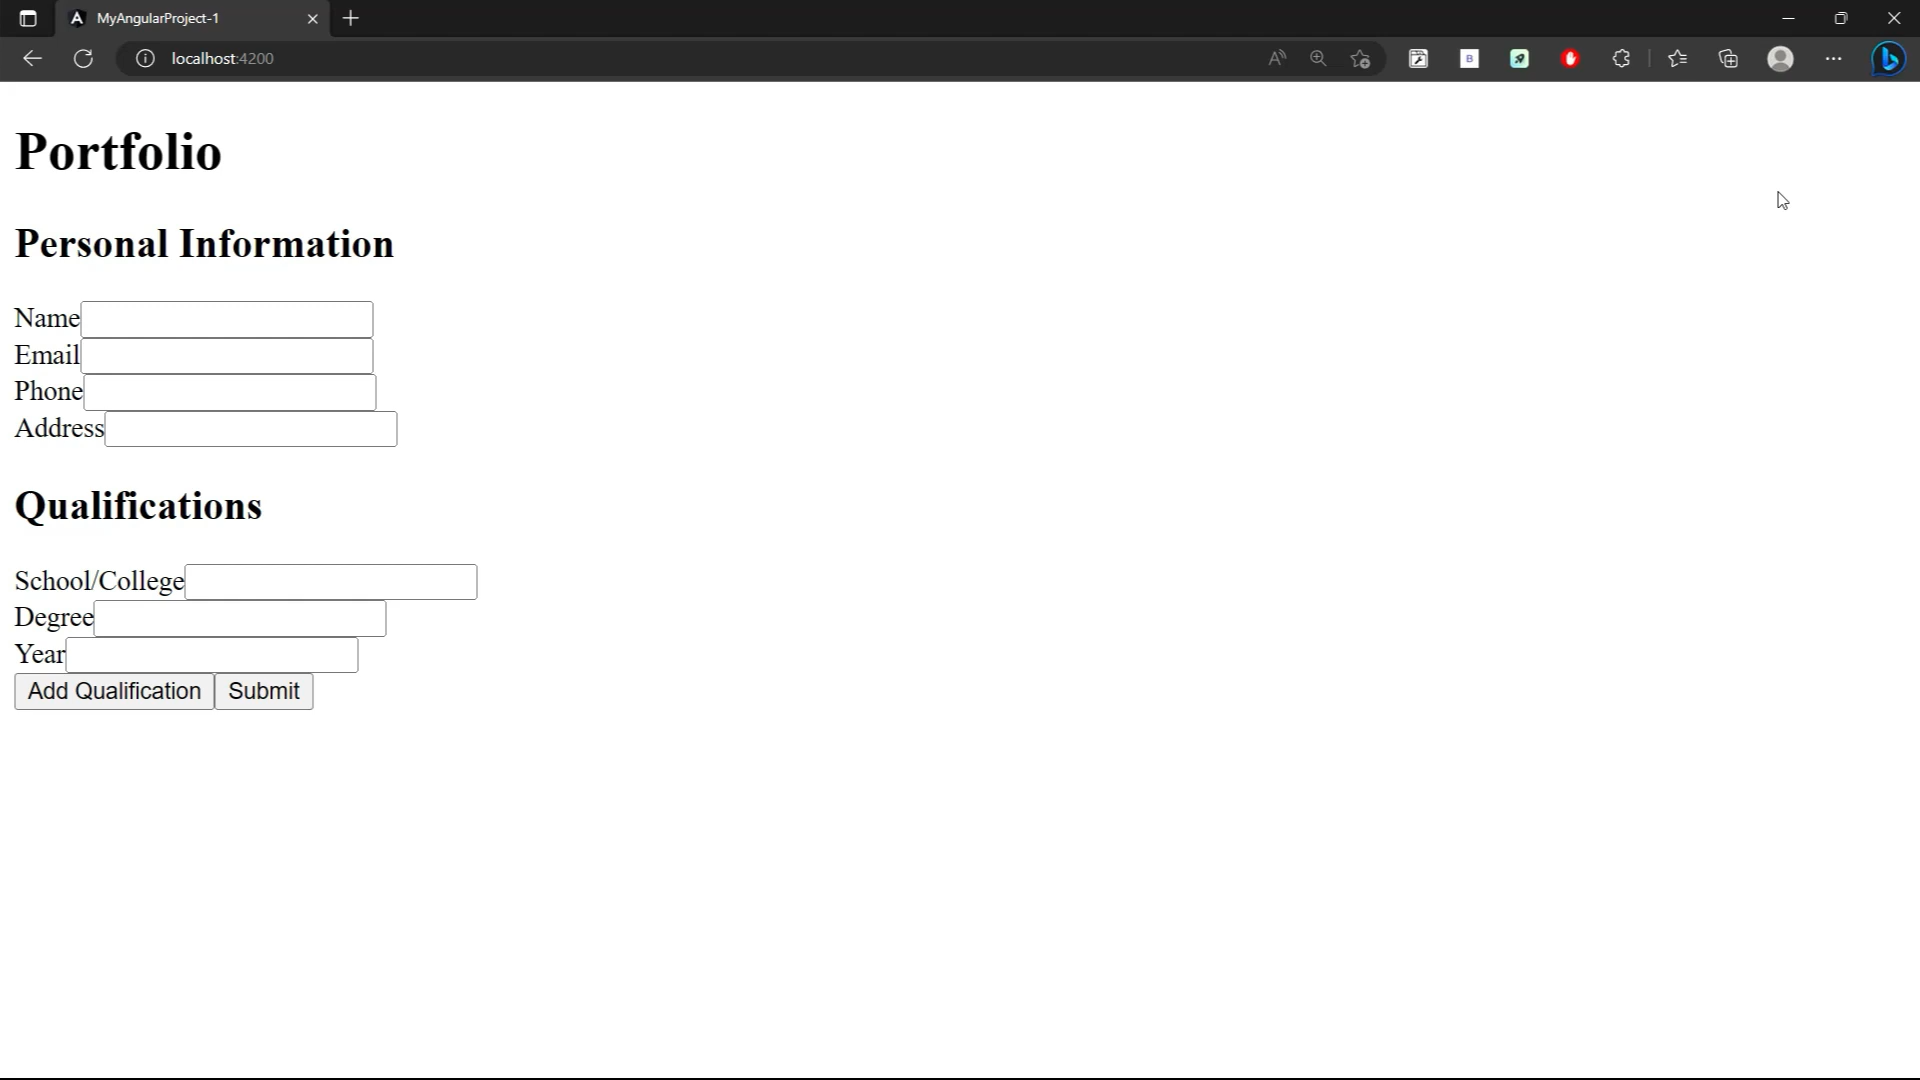 MyAngularProject-1
localhost:4200
Portfolio
Personal Information
Name
Email
Phone
Address
Qualifications
School/College
Degree
Year
Add Qualification Submit